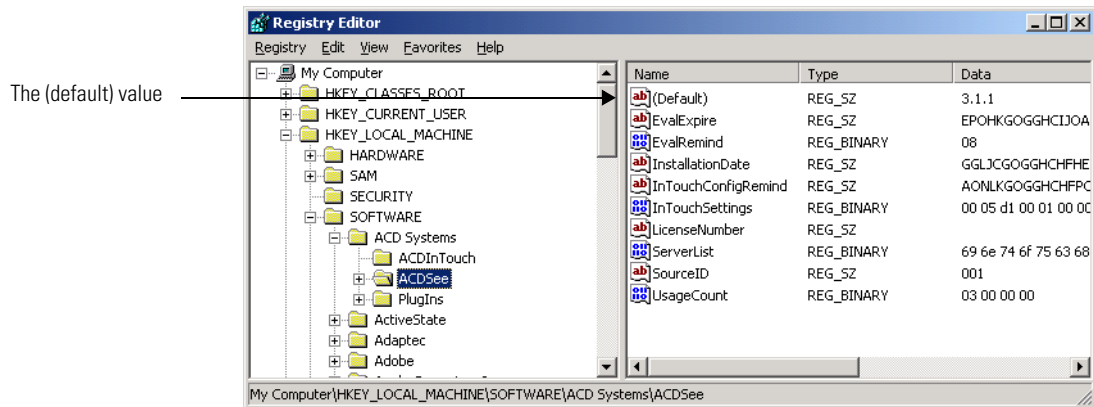 Registry Editor
Registry Edit View Favorites Help
The (default) value
My Computer
HKEY_CLASSES_ROOT
HKEY_CURRENT_USER
HKEY_LOCAL_MACHINE
HARDWARE
SAM
SECURITY
SOFTWARE
ACD Systems
ACDInTouch
ACDSee
PlugIns
ActiveState
Adaptec
Adobe
Name Type Data
(Default) REG_SZ 3.1.1
EvalExpire REG_SZ EPOHKGOGGHCIJOA
EvalRemind REG_BINARY 08
InstallationDate REG_SZ GGLJCGOGGHCHFHE
InTouchConfigRemind REG_SZ AONLKGOGGHCHFPC
InTouchSettings REG_BINARY 00 05 d1 00 01 00 00
LicenseNumber REG_SZ
ServerList REG_BINARY 69 6e 74 6f 75 63 68
SourceID REG_SZ 001
UsageCount REG_BINARY 03 00 00 00
My Computer\HKEY_LOCAL_MACHINE\SOFTWARE\ACD Systems\ACDSee